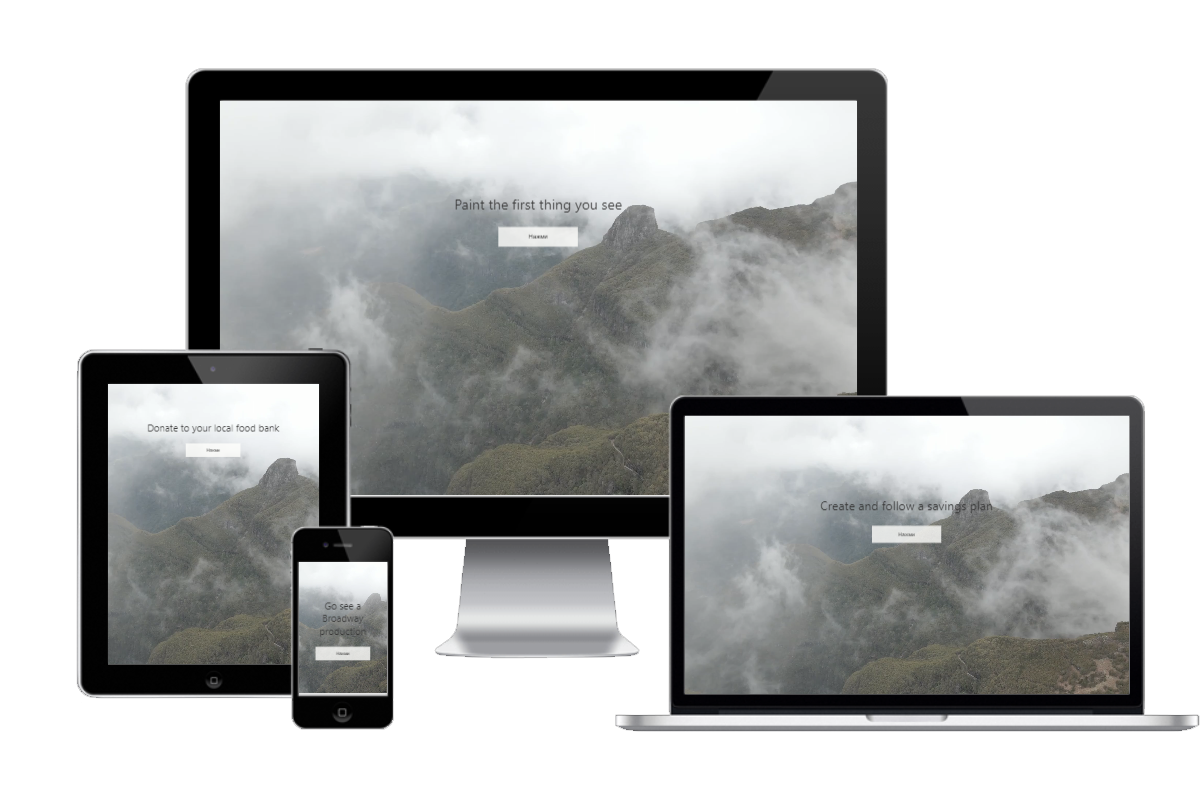 Paint the first thing you see
Donate to your local food bank
Go see a
Broadway
production
Create and follow a savings plan